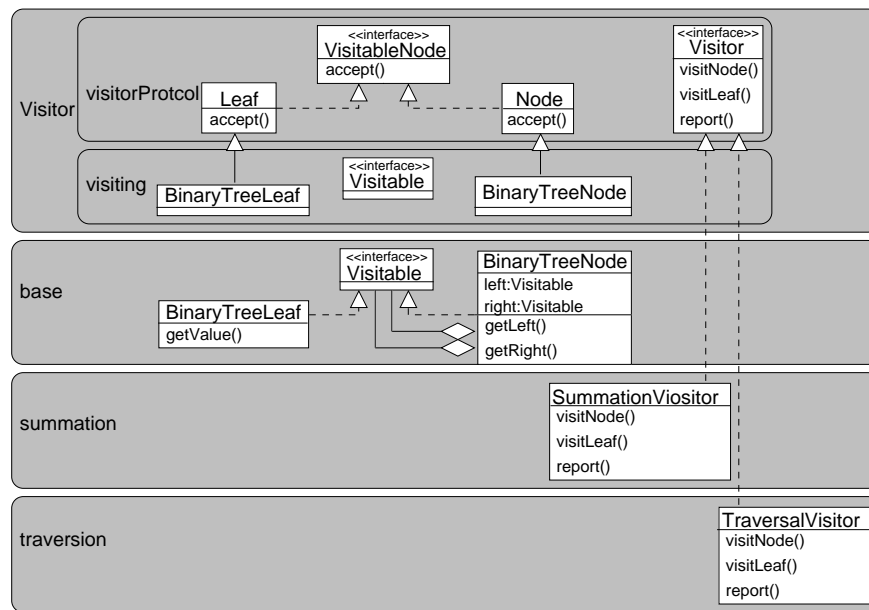 Visitor
visitorProtcol
<<interface>>
VisitableNode
accept()
Leaf
accept()
Node
accept()
<<interface>>
Visitor
visitNode()
visitLeaf()
report()
visiting
BinaryTreeLeaf
<<interface>>
Visitable
BinaryTreeNode
base
BinaryTreeLeaf
getValue()
<<interface>>
Visitable
BinaryTreeNode
left:Visitable
right:Visitable
getLeft()
getRight()
summation
SummationViositor
visitNode()
visitLeaf()
report()
traversion
TraversalVisitor
visitNode()
visitLeaf()
report()